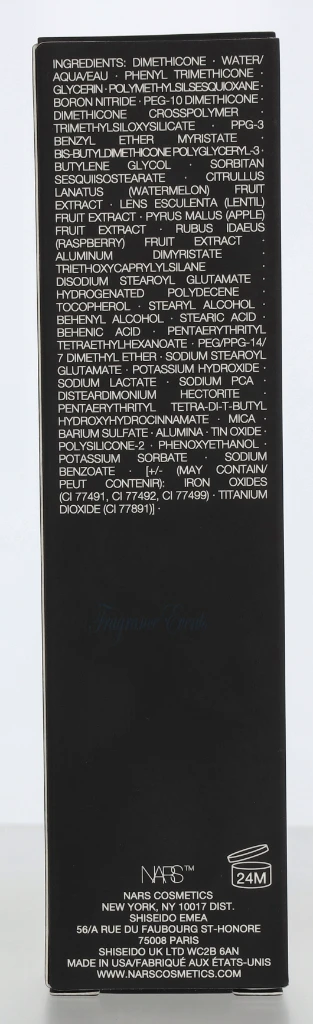 INGREDIENTS: DIMETHICONE · WATER/
AQUA/EAU · PHENYL TRIMETHICONE ·
GLYCERIN · POLYMETHYLSILSESQUIOXANE ·
BORON NITRIDE · PEG-10 DIMETHICONE ·
DIMETHICONE CROSSPOLYMER ·
TRIMETHYLSILOXYSILICATE · PPG-3
BENZYL ETHER MYRISTATE ·
BIS-BUTYLDIMETHICONE POLYGLYCERYL-3 ·
BUTYLENE GLYCOL · SORBITAN
SESQUIISOSTEARATE · CITRULLUS
LANATUS (WATERMELON) FRUIT
EXTRACT · LENS ESCULENTA (LENTIL)
FRUIT EXTRACT · PYRUS MALUS (APPLE)
FRUIT EXTRACT · RUBUS IDAEUS
(RASPBERRY) FRUIT EXTRACT ·
ALUMINUM DIMYRISTATE ·
TRIETHOXYCAPRYLYLSILANE ·
DISODIUM STEAROYL GLUTAMATE ·
HYDROGENATED POLYDECENE ·
TOCOPHEROL · STEARYL ALCOHOL ·
BEHENYL ALCOHOL · STEARIC ACID ·
BEHENIC ACID · PENTAERYTHRITYL
TETRAETHYLHEXANOATE · PEG/PPG-14/
7 DIMETHYL ETHER · SODIUM STEAROYL
GLUTAMATE · POTASSIUM HYDROXIDE ·
SODIUM LACTATE · SODIUM PCA ·
DISTEARDIMONIUM HECTORITE ·
PENTAERYTHRITYL TETRA-DI-T-BUTYL
HYDROXYHYDROCINNAMATE · MICA ·
BARIUM SULFATE · ALUMINA · TIN OXIDE ·
POLYSILICONE-2 · PHENOXYETHANOL ·
POTASSIUM SORBATE · SODIUM
BENZOATE · [+/- (MAY CONTAIN/
PEUT CONTENIR): IRON OXIDES
(CI 77491, CI 77492, CI 77499) · TITANIUM
DIOXIDE (CI 77891)] ·
NARS™
24M
NARS COSMETICS
NEW YORK, NY 10017 DIST.
SHISEIDO EMEA
56/A RUE DU FAUBOURG ST-HONORE
75008 PARIS
SHISEIDO UK LTD WC2B 6AN
MADE IN USA/FABRIQUÉ AUX ÉTATS-UNIS
WWW.NARSCOSMETICS.COM